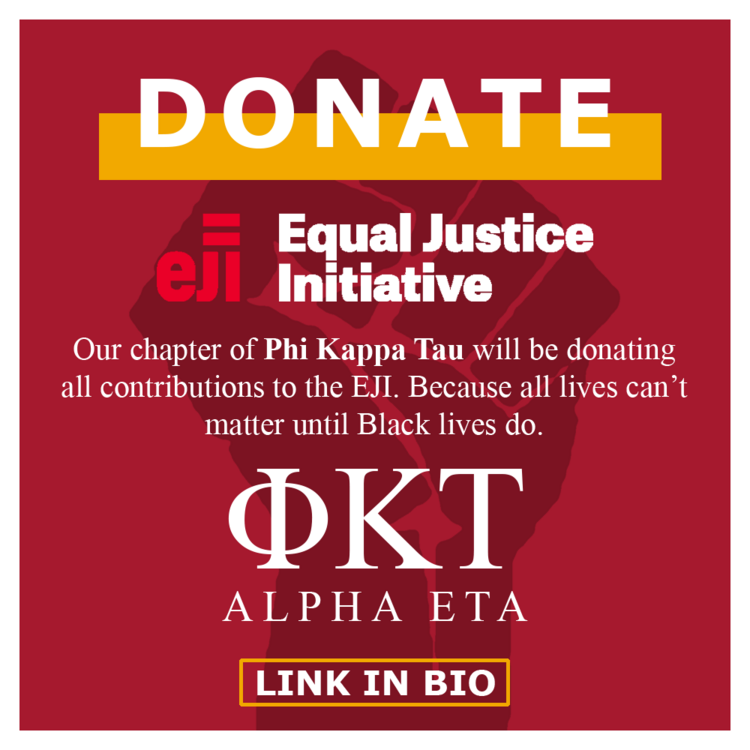 DONATE
eji Equal Justice
Initiative
Our chapter of Phi Kappa Tau will be donating
all contributions to the EJI. Because all lives can’t
matter until Black lives do.
ΦΚΤ
ALPHA ETA
LINK IN BIO